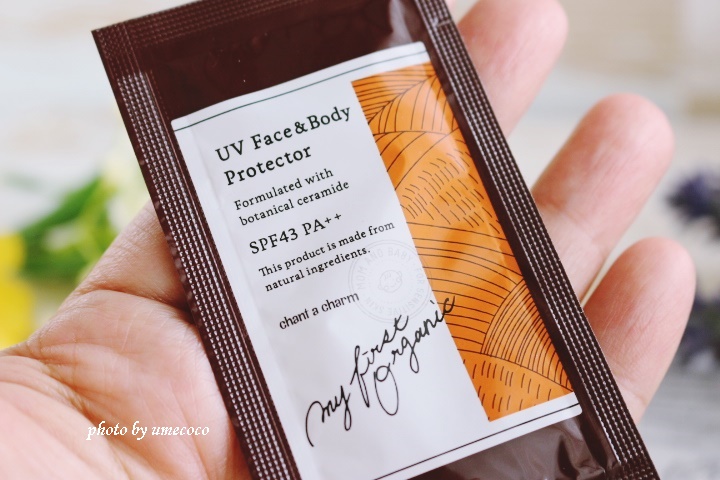 UV Face & Body
Protector
Formulated with
botanical ceramide
SPF43 PA++
This product is made from
natural ingredients.
chant a charm
my first
Organic
photo by umecoco